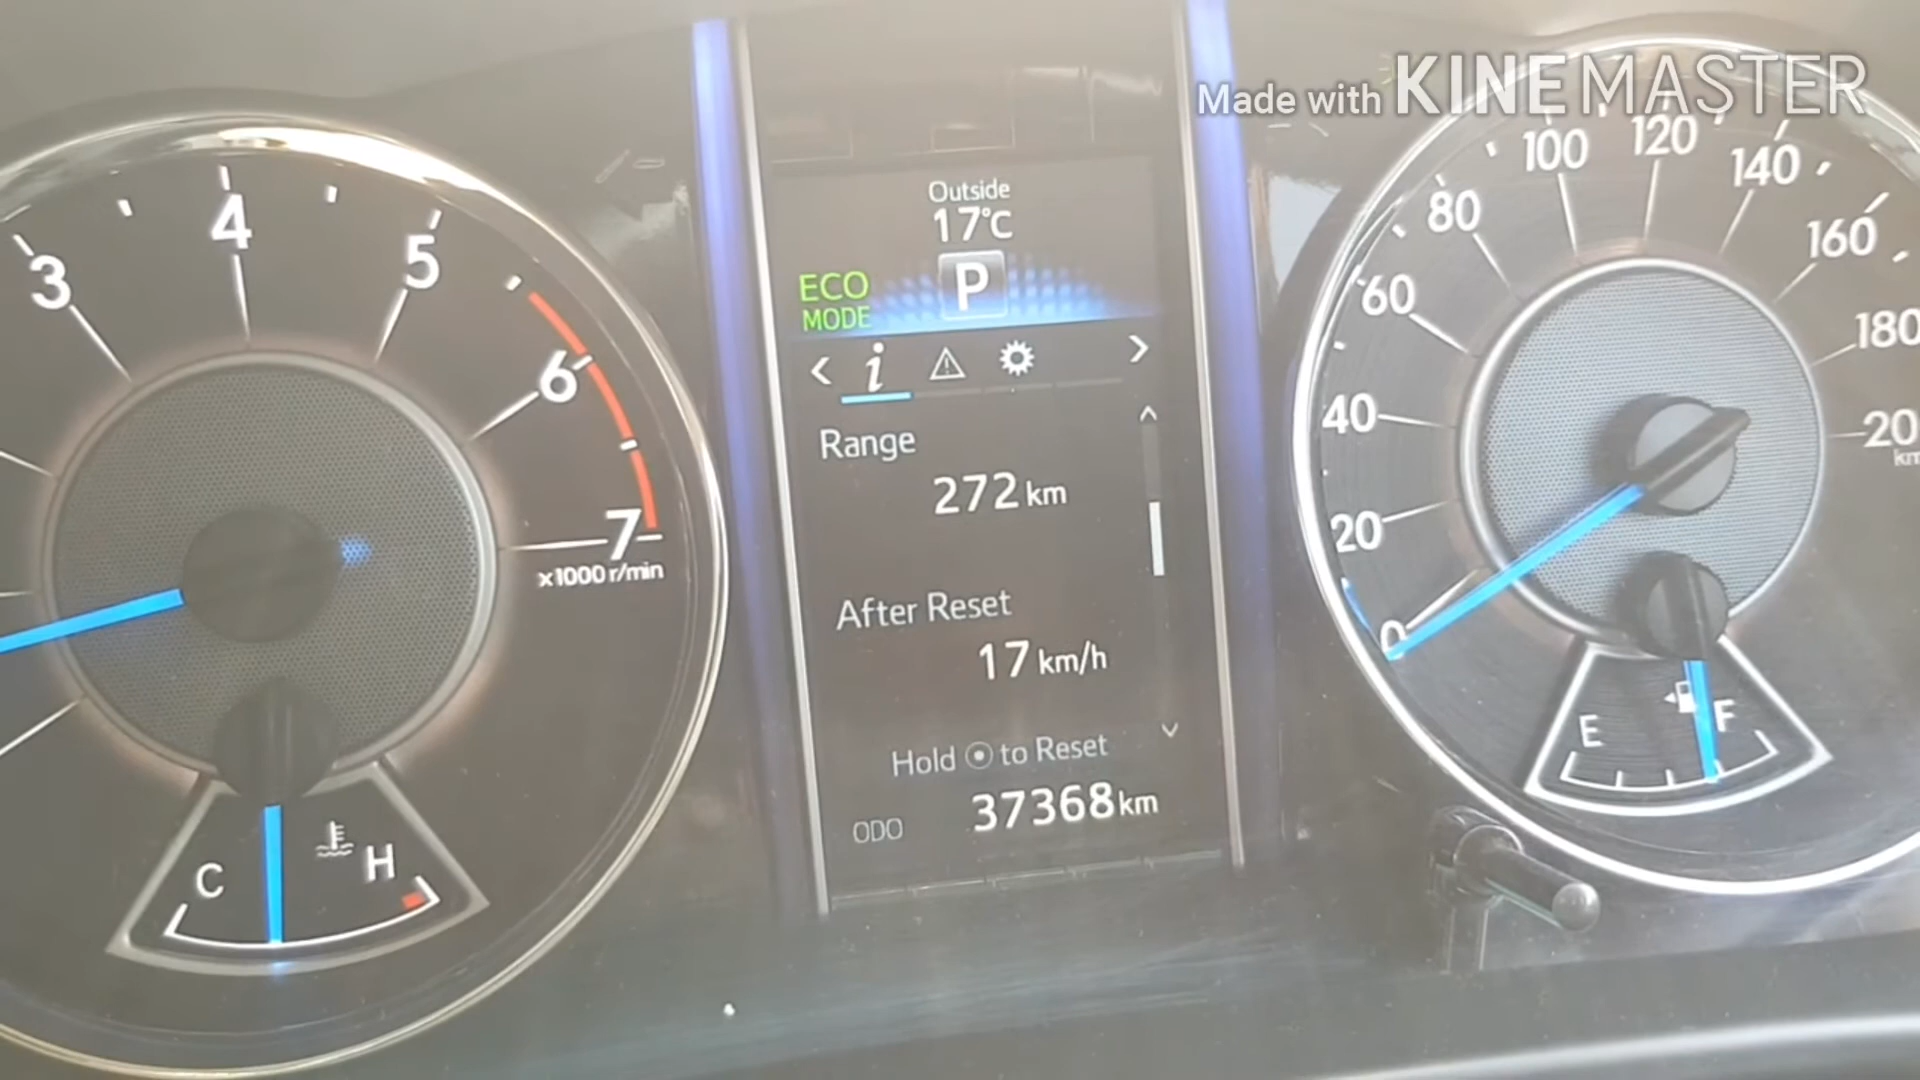 Made with KINEMASTER
3
4
5
6
7
x1000 r/min
C
H
Outside
17°C
ECO
MODE
P
i
Range
272 km
After Reset
17 km/h
Hold to Reset
ODO 37368 km
0
20
40
60
80
100
120
140
160
180
E
F